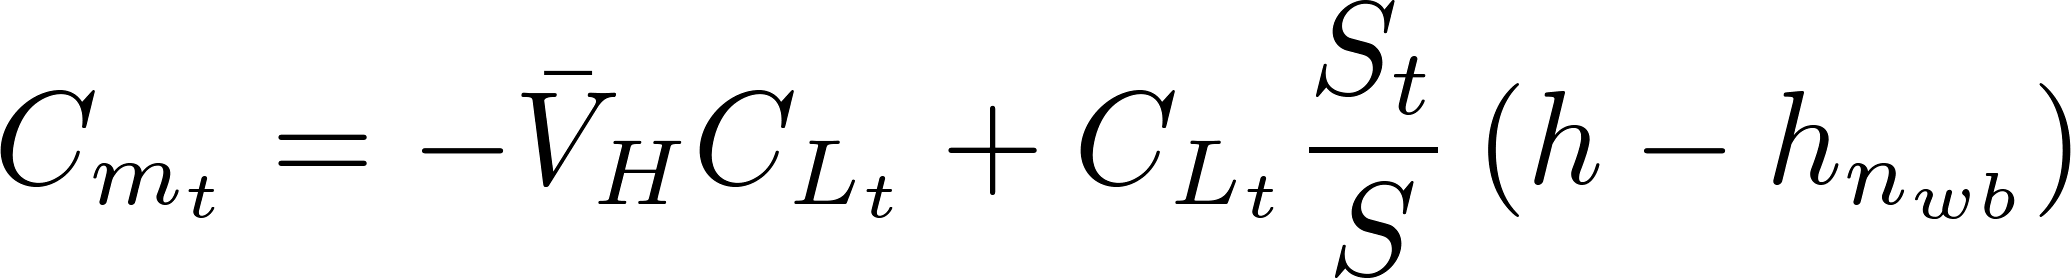 $C_{m_t} = -\bar{V}_H C_{L_t} + C_{L_t} \frac{S_t}{S} (h - h_{n_{wb}})$